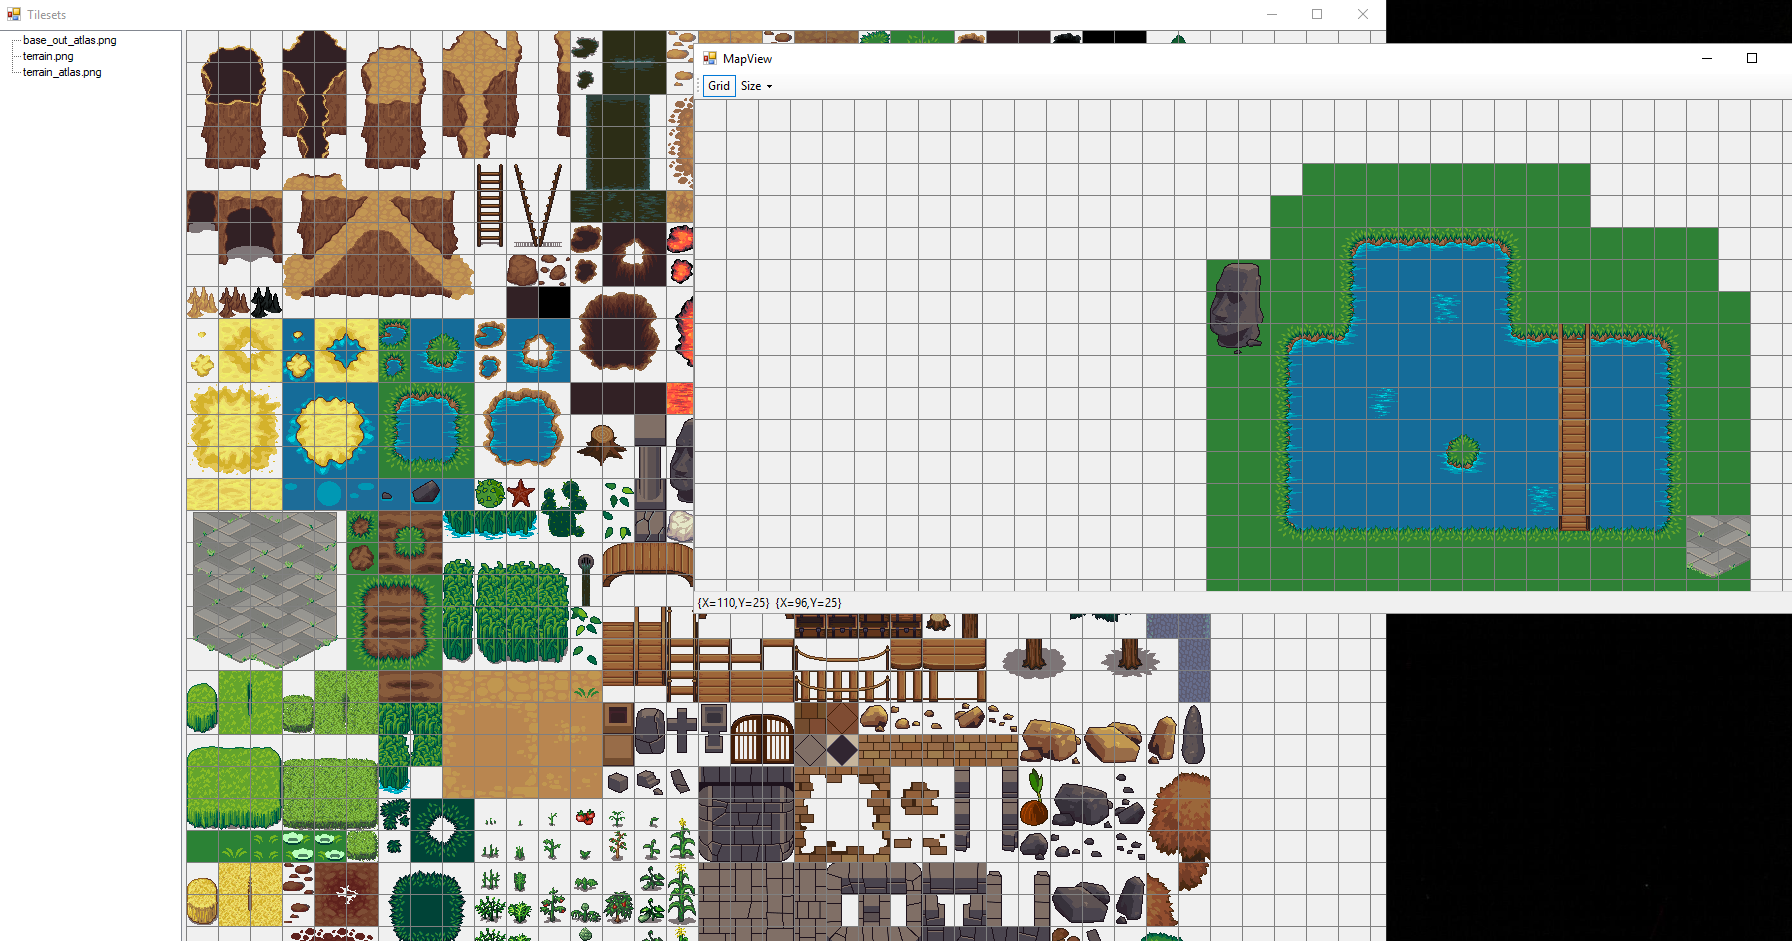 Tilesets
base_out_atlas.png
terrain.png
terrain_atlas.png
MapView
Grid Size
{X=110,Y=25} {X=96,Y=25}